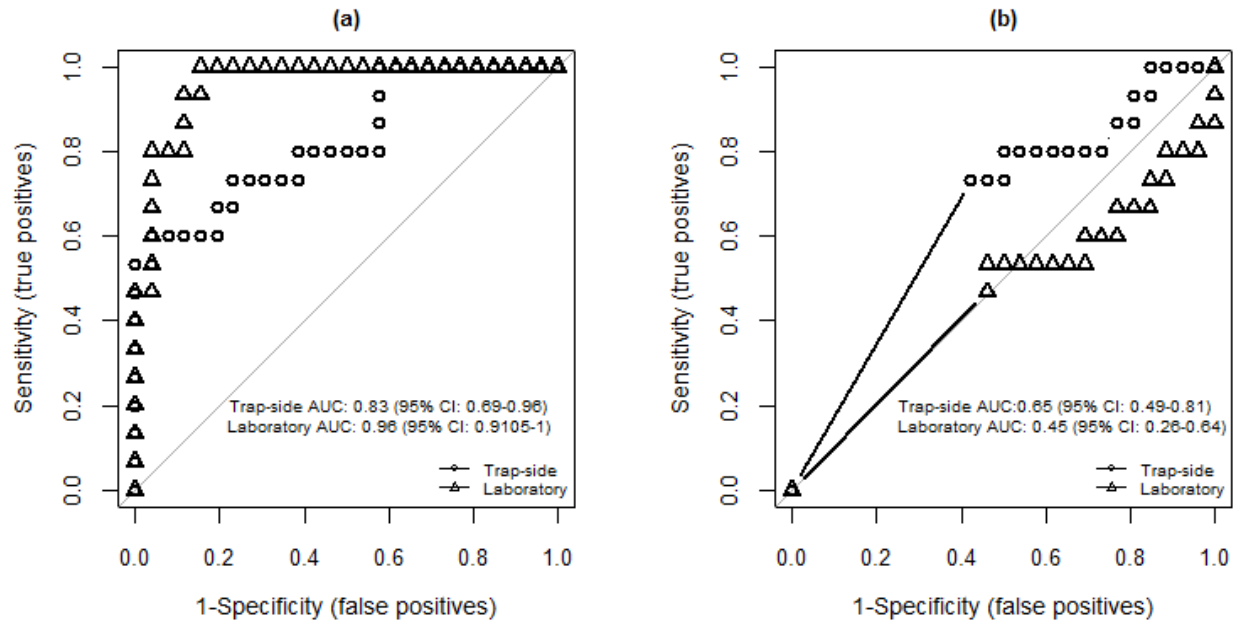 (a)
Sensitivity (true positives)
1.0
0.8
0.6
0.4
0.2
0.0
Trap-side AUC: 0.83 (95% CI: 0.69-0.96)
Laboratory AUC: 0.96 (95% CI: 0.9105-1)
Trap-side
Laboratory
0.0 0.2 0.4 0.6 0.8 1.0
1-Specificity (false positives)
(b)
Sensitivity (true positives)
1.0
0.8
0.6
0.4
0.2
0.0
Trap-side AUC:0.65 (95% CI: 0.49-0.81)
Laboratory AUC: 0.45 (95% CI: 0.26-0.64)
Trap-side
Laboratory
0.0 0.2 0.4 0.6 0.8 1.0
1-Specificity (false positives)